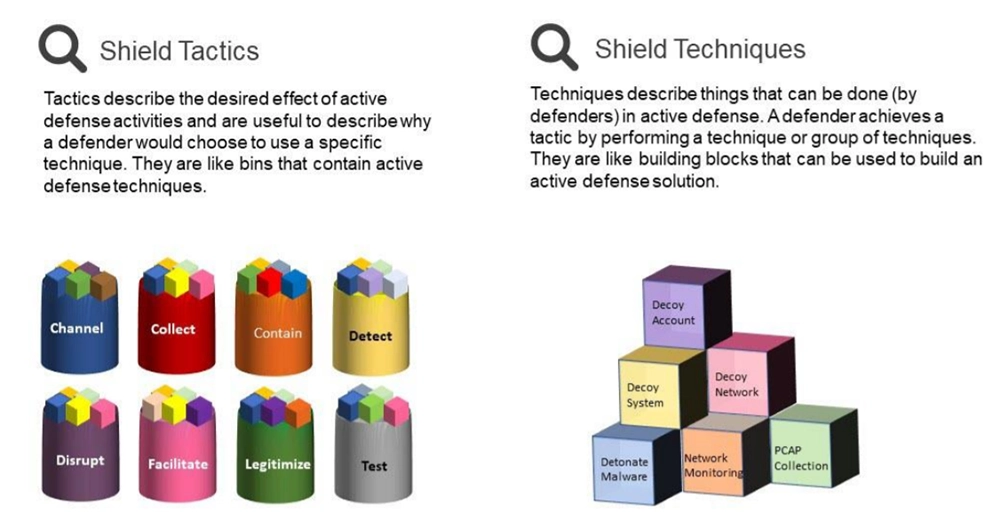 Shield Tactics
Tactics describe the desired effect of active
defense activities and are useful to describe why
a defender would choose to use a specific
technique. They are like bins that contain active
defense techniques.
Channel
Collect
Contain
Detect
Disrupt
Facilitate
Legitimize
Test
Shield Techniques
Techniques describe things that can be done (by
defenders) in active defense. A defender achieves a
tactic by performing a technique or group of techniques.
They are like building blocks that can be used to build an
active defense solution.
Decoy
Account
Decoy
System
Decoy
Network
Detonate
Malware
Network
Monitoring
PCAP
Collection